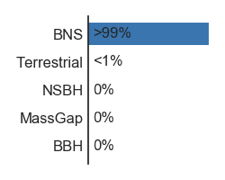 BNS >99%
Terrestrial <1%
NSBH 0%
MassGap 0%
BBH 0%